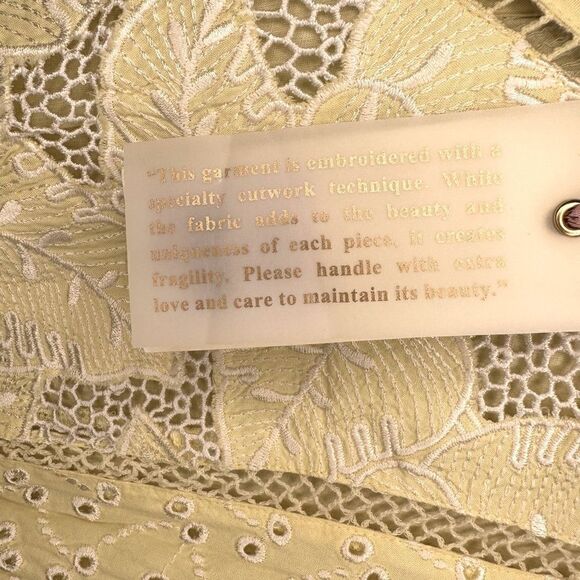 "This garment is embroidered with a
specialty cutwork technique. While
the fabric adds to the beauty and
uniqueness of each piece, it creates
fragility. Please handle with extra
love and care to maintain its beauty."